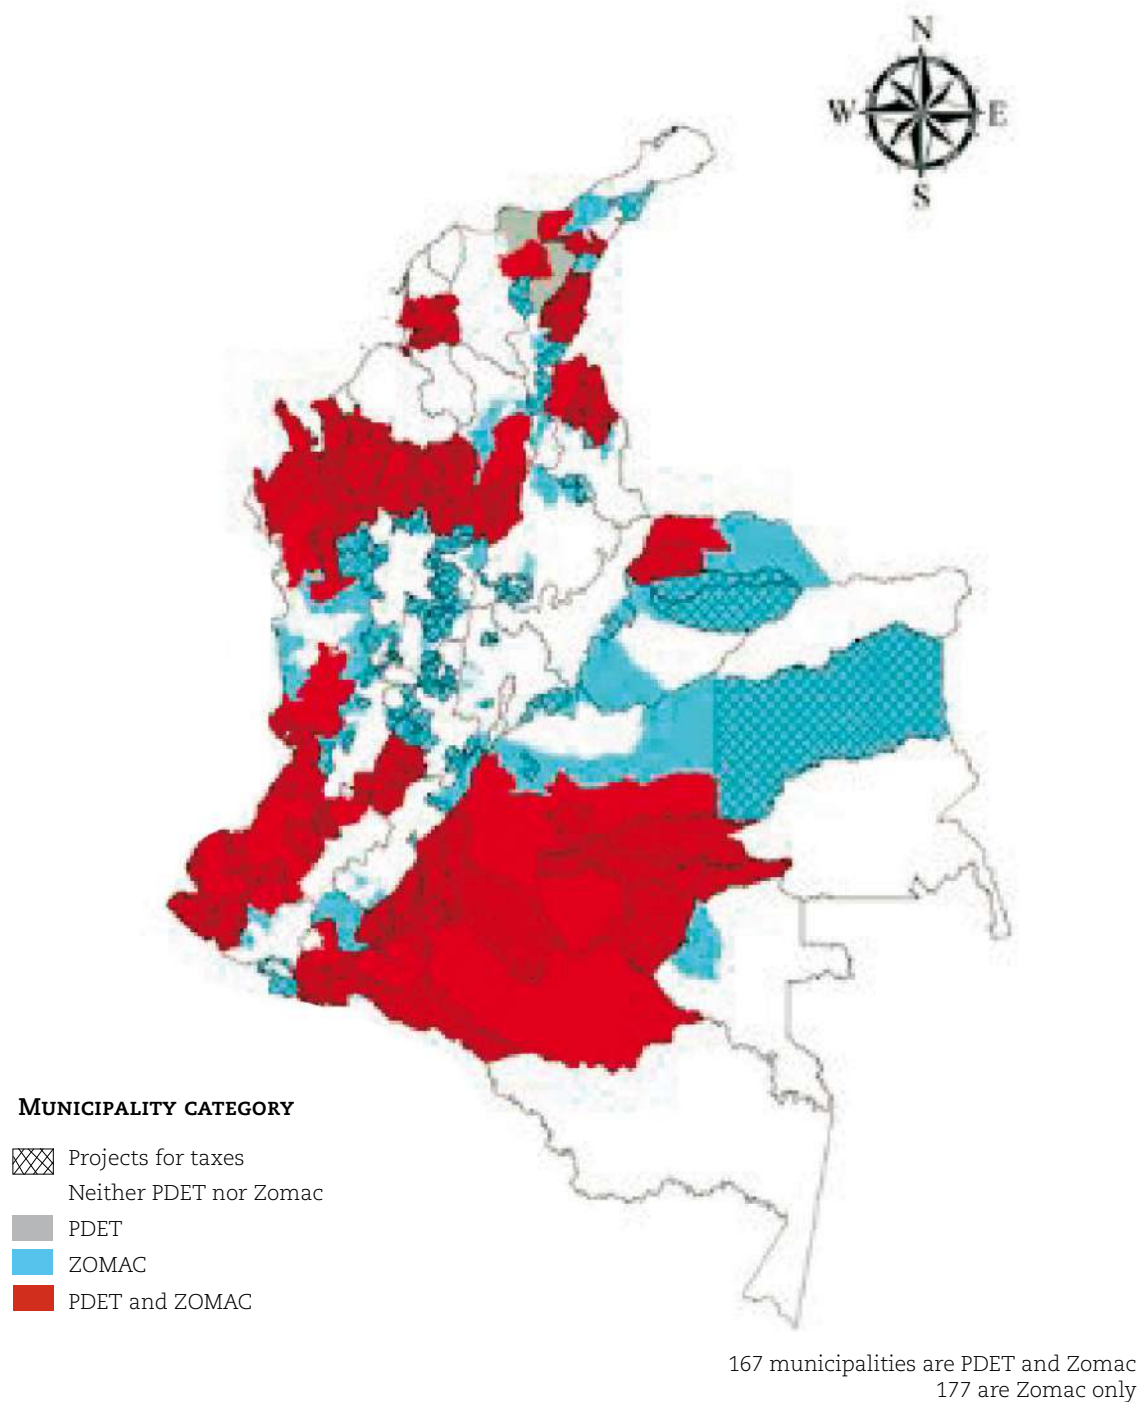 N
W E
S
Municipality category
Projects for taxes
Neither PDET nor Zomac
PDET
ZOMAC
PDET and ZOMAC
167 municipalities are PDET and Zomac
177 are Zomac only